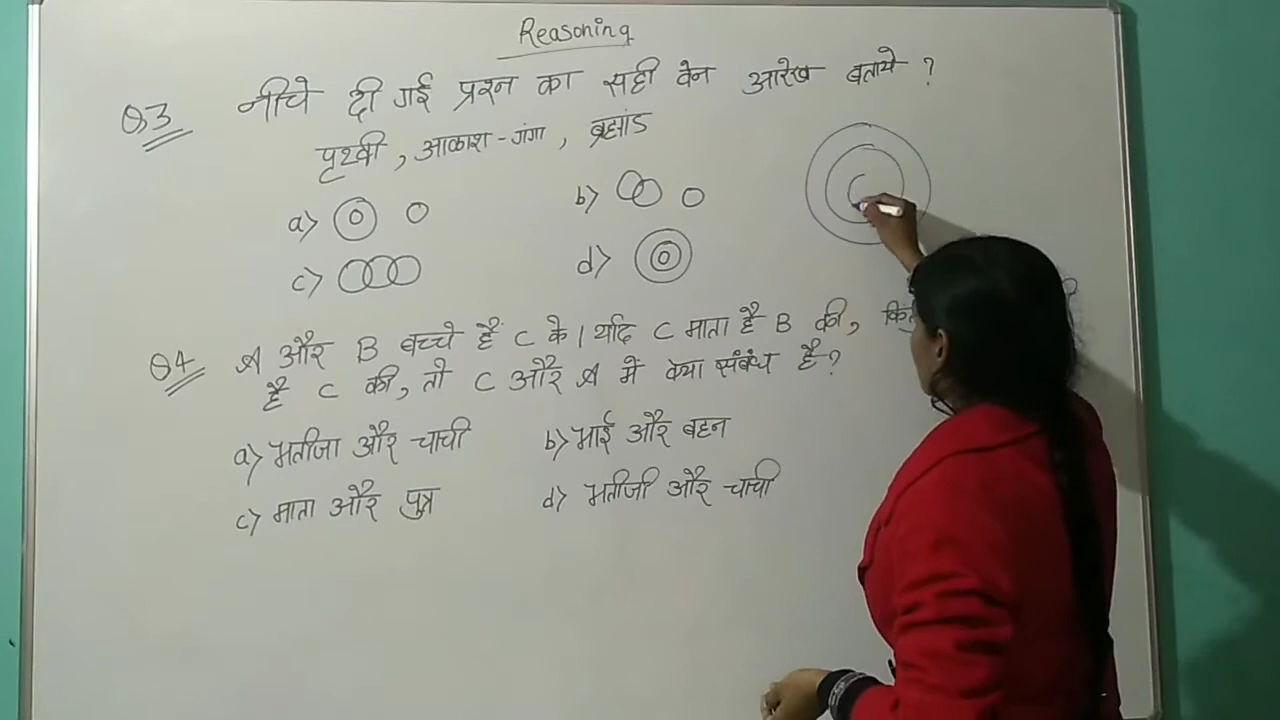 Reasoning
Q3 नीचे दी गई प्रश्न का सही वेन आरेख बताये ?
पृथ्वी, आकाश-गंगा, ब्रह्मांड
a>
b>
c>
d>
Q4 A और B बच्चे हैं C के। यदि C माता है B की,
है C की, तो C और A में क्या संबंध है?
a> भतीजा और चाची b> भाई और बहन
c> माता और पुत्र d> भतीजी और चाची